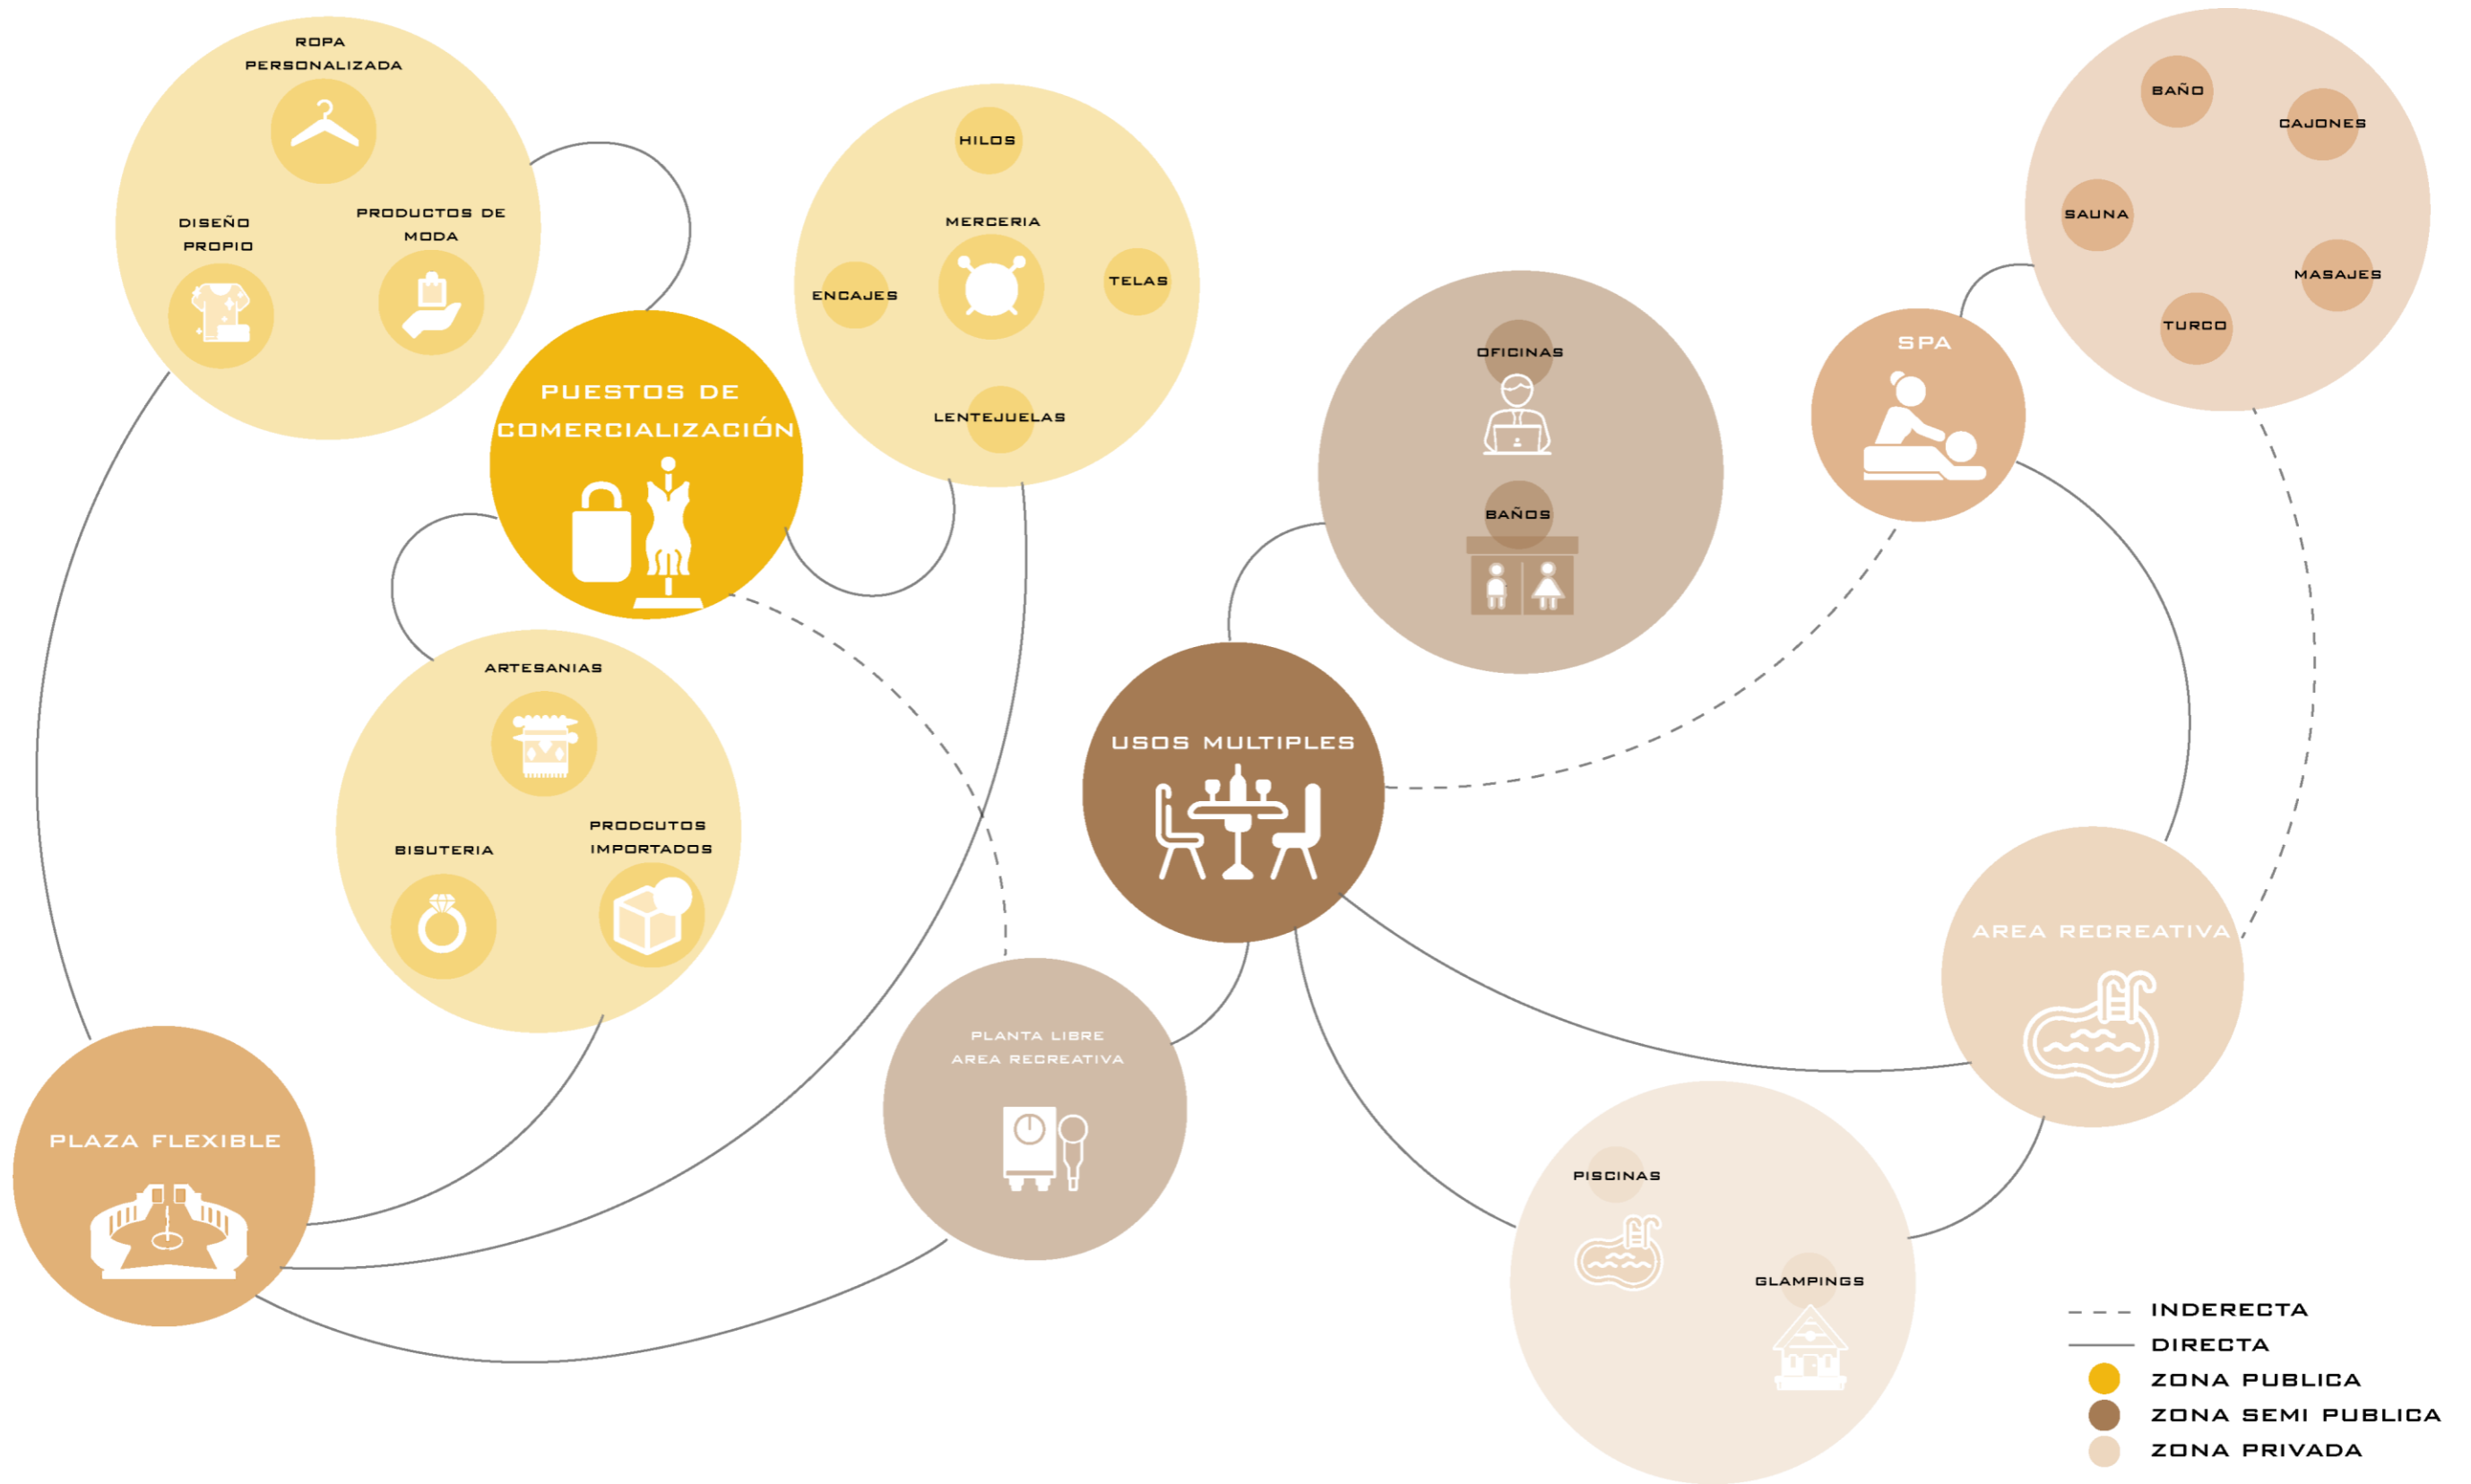 ROPA
PERSONALIZADA
DISEÑO
PROPIO
PRODUCTOS DE
MODA
PUESTOS DE
COMERCIALIZACIÓN
HILOS
MERCERIA
ENCAJES
TELAS
LENTEJUELAS
ARTESANIAS
BISUTERIA
PRODCUTOS
IMPORTADOS
PLAZA FLEXIBLE
OFICINAS
BAÑOS
USOS MULTIPLES
PLANTA LIBRE
AREA RECREATIVA
SPA
BAÑO
CAJONES
SAUNA
MASAJES
TURCO
AREA RECREATIVA
PISCINAS
GLAMPINGS
INDERECTA
DIRECTA
ZONA PUBLICA
ZONA SEMI PUBLICA
ZONA PRIVADA